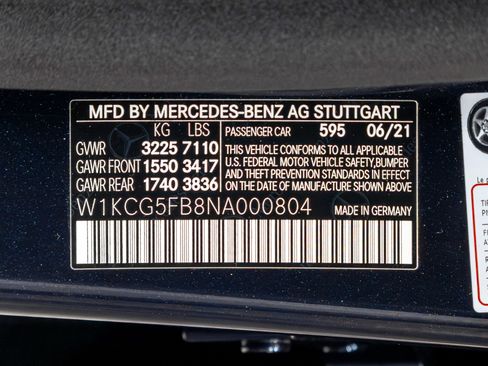 MFD BY MERCEDES-BENZ AG STUTTGART
KG LBS
PASSENGER CAR 595 06/21
GVWR 3225 7110
GAWR FRONT 1550 3417
GAWR REAR 1740 3836
THIS VEHICLE CONFORMS TO ALL APPLICABLE
U.S. FEDERAL MOTOR VEHICLE SAFETY,BUMPER
AND THEFT PREVENTION STANDARDS IN EFFECT
ON THE DATE OF MANUFACTURE SHOWN ABOVE.
W1KCG5FB8NA000804
MADE IN GERMANY
Le p